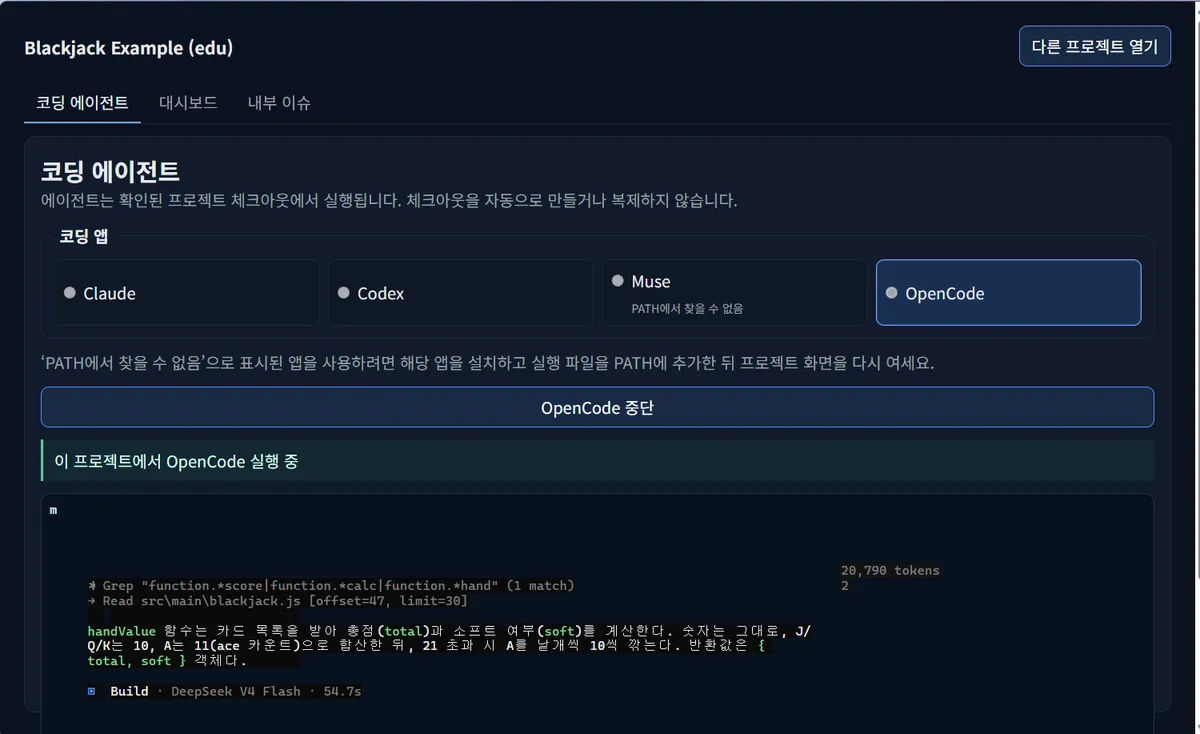 Blackjack Example (edu)
다른 프로젝트 열기
코딩 에이전트 대시보드 내부 이슈
코딩 에이전트
에이전트는 확인된 프로젝트 체크아웃에서 실행됩니다. 체크아웃을 자동으로 만들거나 복제하지 않습니다.
코딩 앱
Claude
Codex
Muse
PATH에서 찾을 수 없음
OpenCode
‘PATH에서 찾을 수 없음’으로 표시된 앱을 사용하려면 해당 앱을 설치하고 실행 파일을 PATH에 추가한 뒤 프로젝트 화면을 다시 여세요.
OpenCode 중단
이 프로젝트에서 OpenCode 실행 중
m
20,790 tokens
2
✱ Grep "function.*score|function.*calc|function.*hand" (1 match)
→ Read src\main\blackjack.js [offset=47, limit=30]
handValue 함수는 카드 목록을 받아 총점(total)과 소프트 여부(soft)를 계산한다. 숫자는 그대로, J/
Q/K는 10, A는 11(ace 카운트)으로 합산한 뒤, 21 초과 시 A를 낱개씩 10씩 깎는다. 반환값은 {
total, soft } 객체다.
▣ Build · DeepSeek V4 Flash · 54.7s